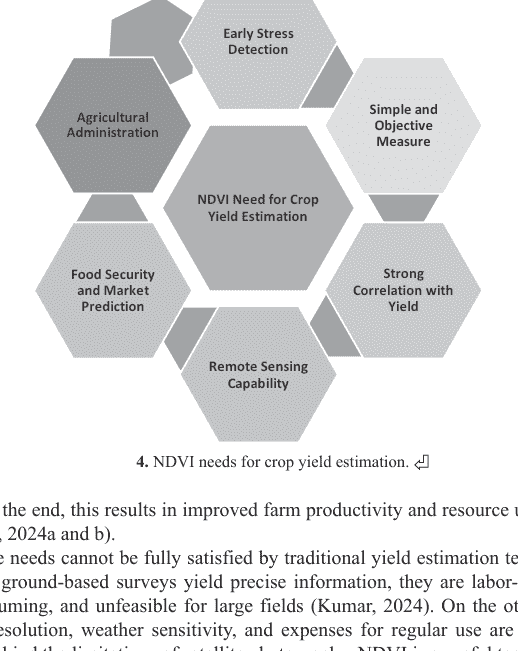 Early Stress
Detection
Simple and
Objective
Measure
Agricultural
Administration
NDVI Need for Crop
Yield Estimation
Food Security
and Market
Prediction
Strong
Correlation with
Yield
Remote Sensing
Capability
4. NDVI needs for crop yield estimation. ⏎
the end, this results in improved farm productivity and resource
, 2024a and b).
needs cannot be fully satisfied by traditional yield estimation
ground-based surveys yield precise information, they are labor-
uming, and unfeasible for large fields (Kumar, 2024). On the
esolution, weather sensitivity, and expenses for regular use are